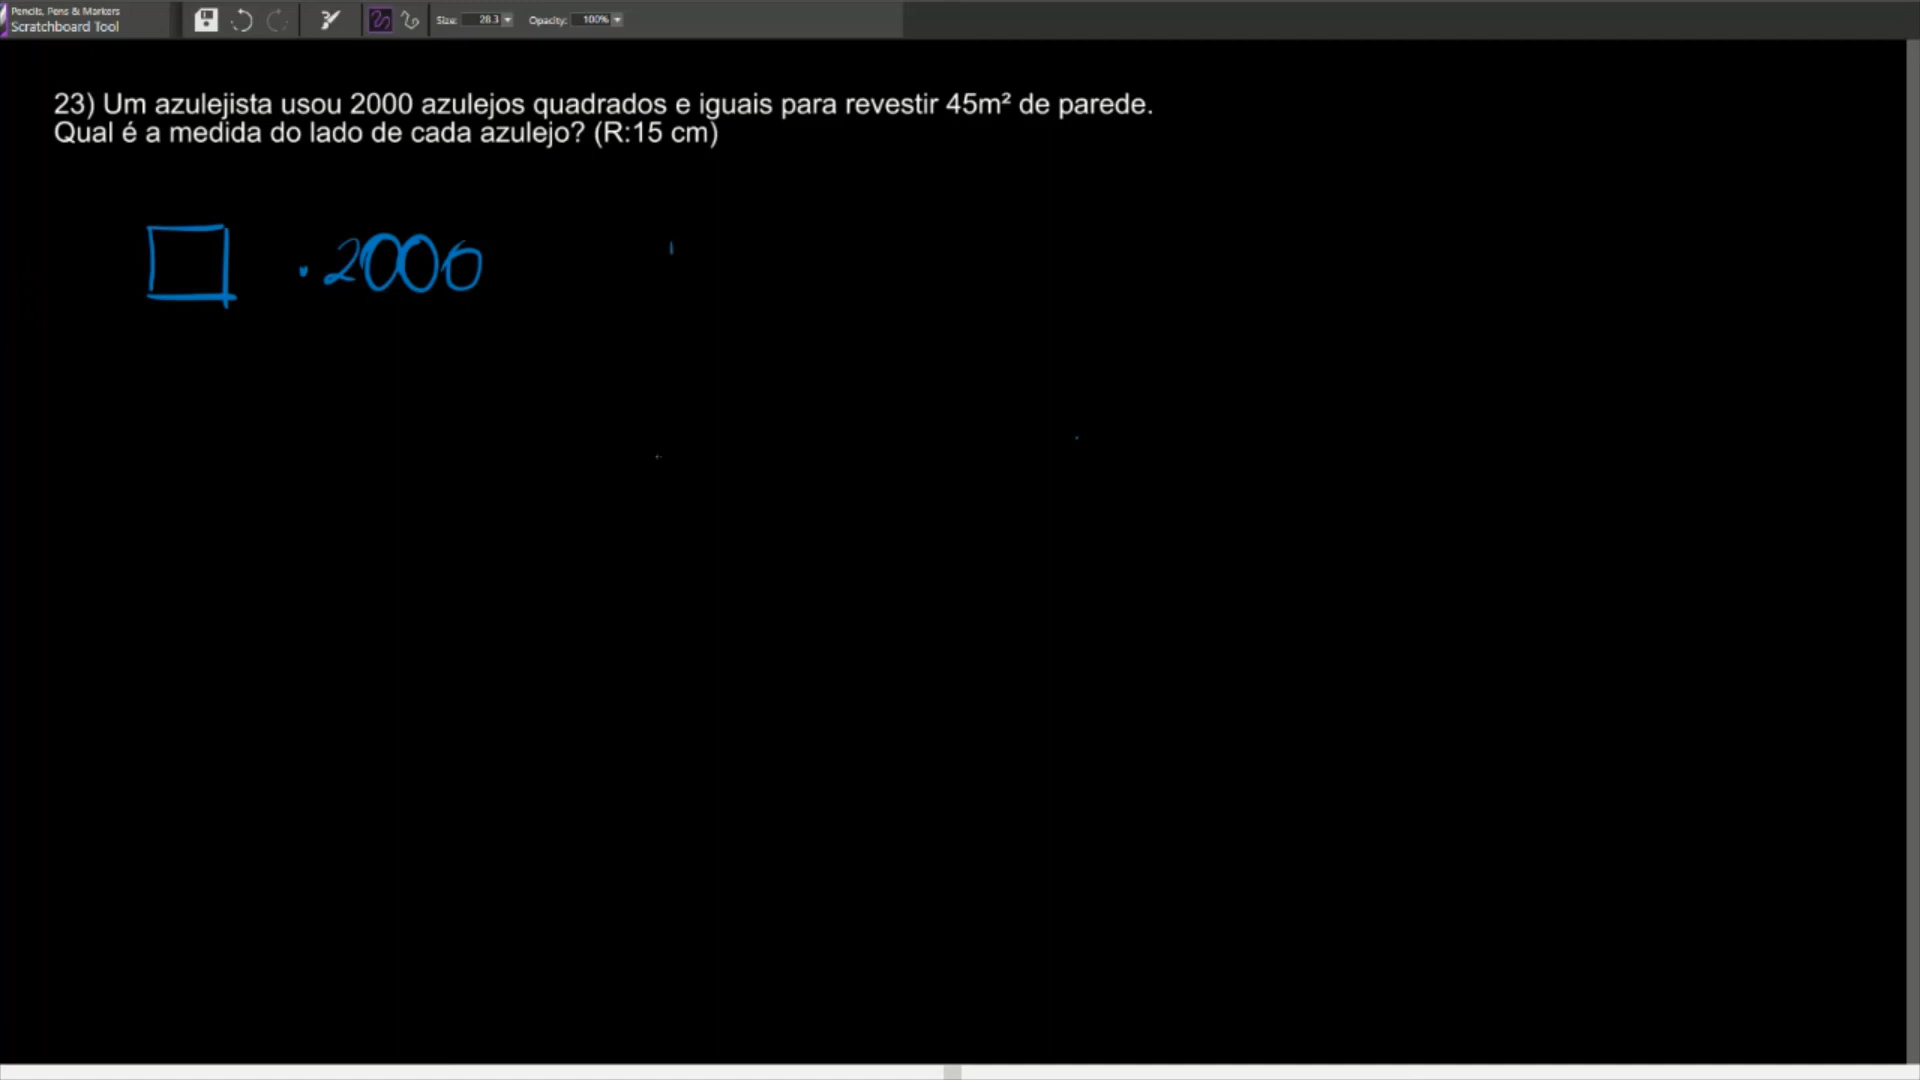 Pencils, Pens & Markers
Scratchboard Tool
Size: 28.3 Opacity: 100%
23) Um azulejista usou 2000 azulejos quadrados e iguais para revestir 45m² de parede.
Qual é a medida do lado de cada azulejo? (R:15 cm)
. 2000